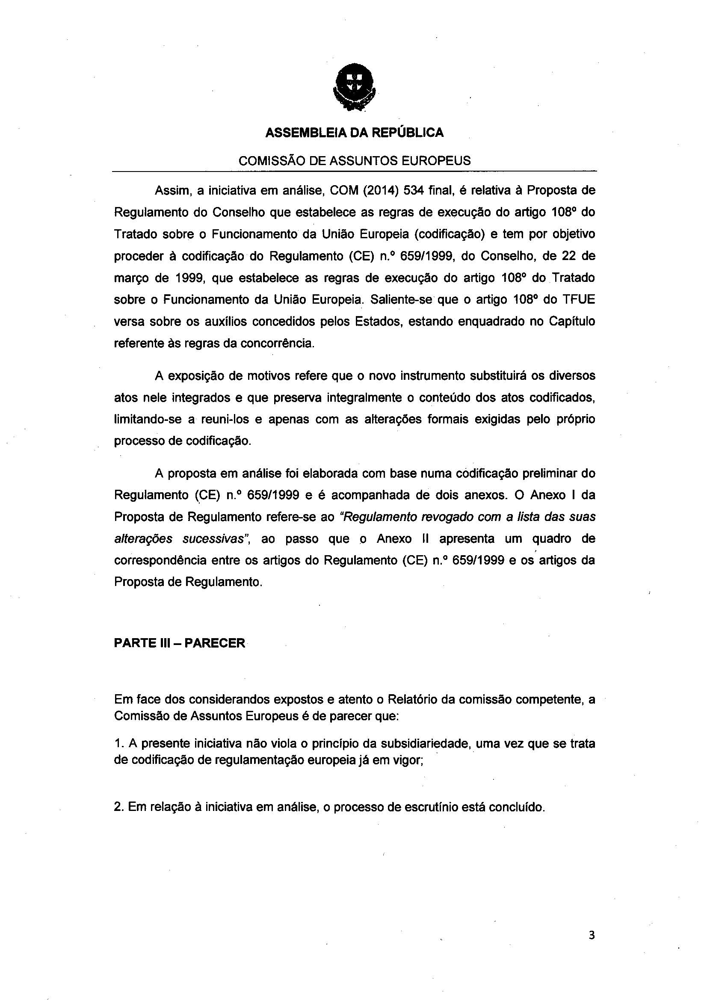 ASSEMBLEIA DA REPÚBLICA
COMISSÃO DE ASSUNTOS EUROPEUS
Assim, a iniciativa em análise, COM (2014) 534 final, é relativa à Proposta de
Regulamento do Conselho que estabelece as regras de execução do artigo 108º do
Tratado sobre o Funcionamento da União Europeia (codificação) e tem por objetivo
proceder à codificação do Regulamento (CE) n.º 659/1999, do Conselho, de 22 de
março de 1999, que estabelece as regras de execução do artigo 108º do Tratado
sobre o Funcionamento da União Europeia. Saliente-se que o artigo 108º do TFUE
versa sobre os auxílios concedidos pelos Estados, estando enquadrado no Capítulo
referente às regras da concorrência.
A exposição de motivos refere que o novo instrumento substituirá os diversos
atos nele integrados e que preserva integralmente o conteúdo dos atos codificados,
limitando-se a reuni-los e apenas com as alterações formais exigidas pelo próprio
processo de codificação.
A proposta em análise foi elaborada com base numa codificação preliminar do
Regulamento (CE) n.º 659/1999 e é acompanhada de dois anexos. O Anexo I da
Proposta de Regulamento refere-se ao "Regulamento revogado com a lista das suas
alterações sucessivas", ao passo que o Anexo II apresenta um quadro de
correspondência entre os artigos do Regulamento (CE) n.º 659/1999 e os artigos da
Proposta de Regulamento.
PARTE III – PARECER
Em face dos considerandos expostos e atento o Relatório da comissão competente, a
Comissão de Assuntos Europeus é de parecer que:
1. A presente iniciativa não viola o princípio da subsidiariedade, uma vez que se trata
de codificação de regulamentação europeia já em vigor;
2. Em relação à iniciativa em análise, o processo de escrutínio está concluído.
3